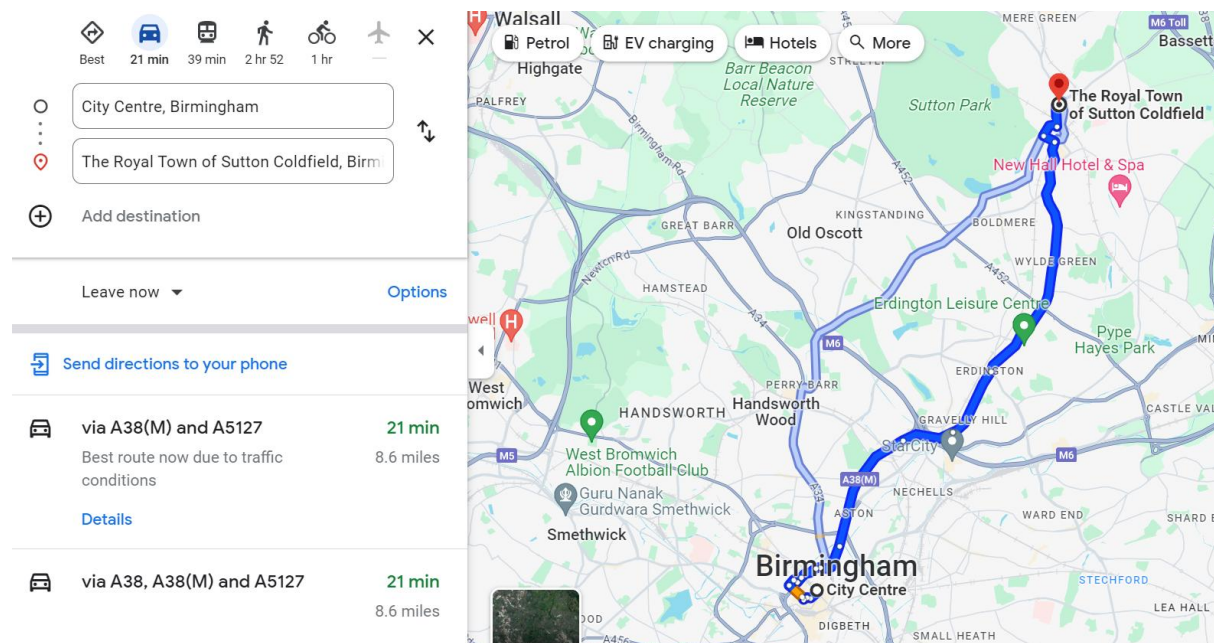 Best
21 min
39 min
2 hr 52
1 hr
—
City Centre, Birmingham
The Royal Town of Sutton Coldfield, Birm
Add destination
Leave now
Options
Send directions to your phone
via A38(M) and A5127
21 min
Best route now due to traffic
8.6 miles
conditions
Details
via A38, A38(M) and A5127
21 min
8.6 miles
Walsall
MERE GREEN
M6 Toll
Petrol
EV charging
Hotels
More
Bassett
Highgate
Barr Beacon
Local Nature
Reserve
PALFREY
Sutton Park
The Royal Town
of Sutton Coldfield
Birmingham Rd
A452
New Hall Hotel & Spa
KINGSTANDING
BOLDMERE
GREAT BARR
Old Oscott
WYLDE GREEN
Newton Rd
A452
HAMSTEAD
Erdington Leisure Centre
well
H
A34
Pype
Hayes Park
M6
ERDINGTON
West
omwich
PERRY BARR
HANDSWORTH
Handsworth
Wood
CASTLE VAL
GRAVELLY HILL
StarCity
M5
West Bromwich
Albion Football Club
M6
A38(M)
Guru Nanak
Gurdwara Smethwick
A34
NECHELLS
ASTON
WARD END
SHARD E
Smethwick
Birmingham
City Centre
STECHFORD
OOD
DIGBETH
LEA HALL
A456
SMALL HEATH